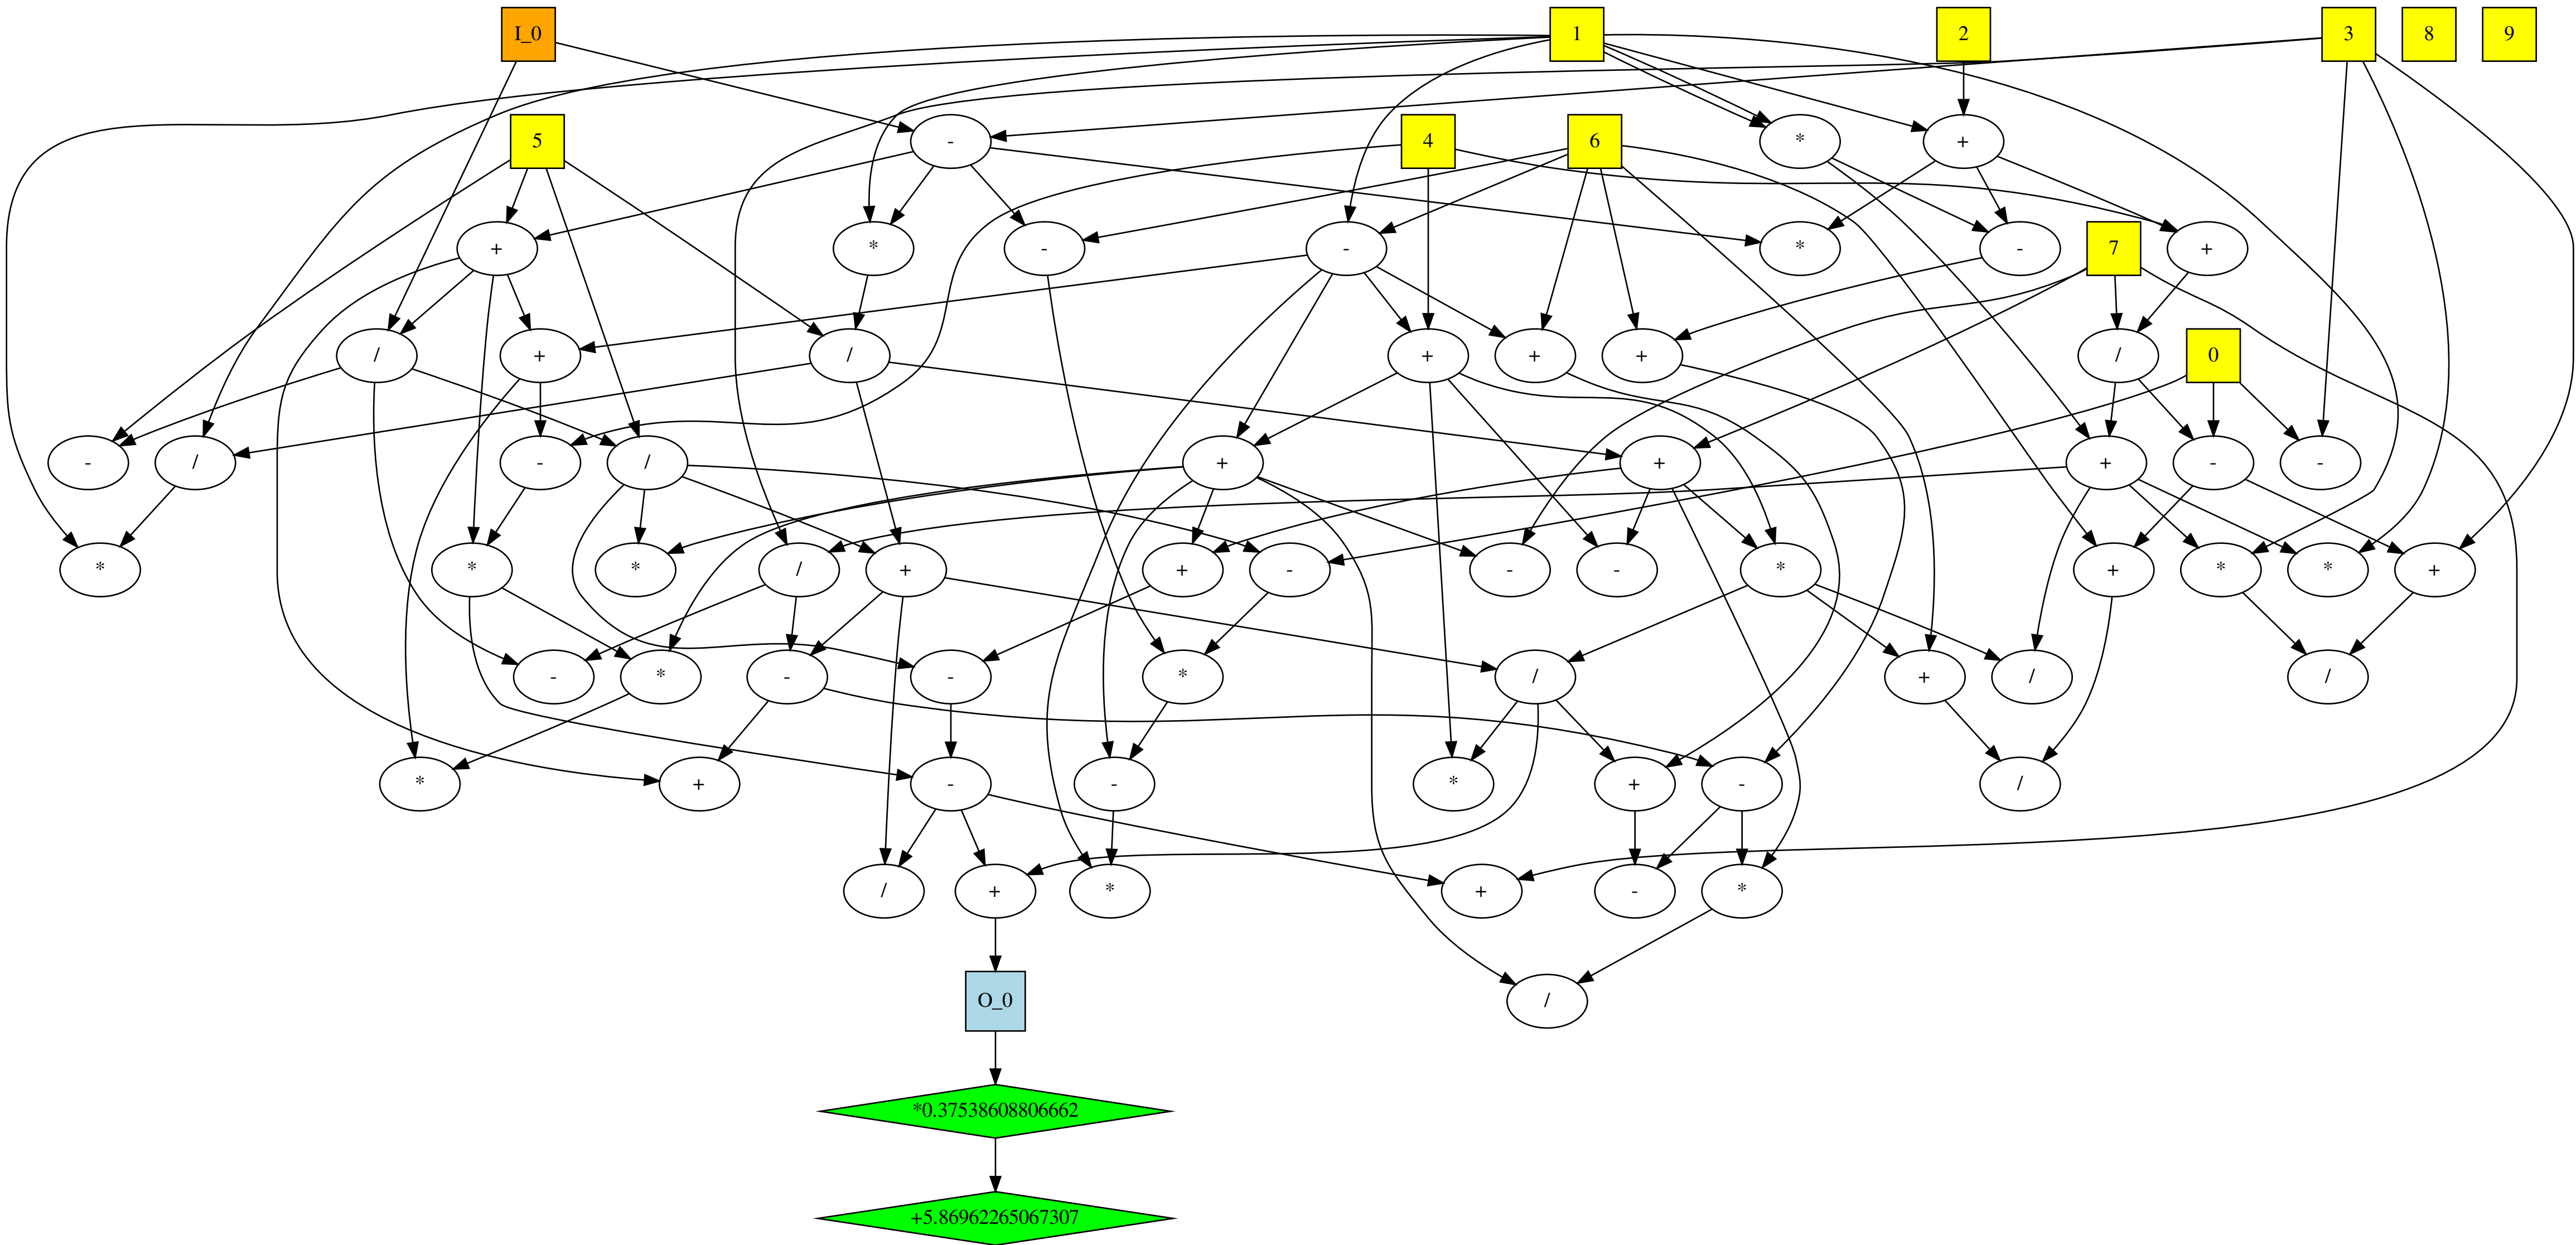 I_0 1 2 3 8 9
5 - 4 6 * +
+ * - - * - 7 +
/ + / + + + / 0
- / - / + + + - -
* * * / + + - - - * + * * +
- * - - * / + / /
* + - - * + - /
/ + * + - *
O_0 /
*0.37538608806662
+5.86962265067307